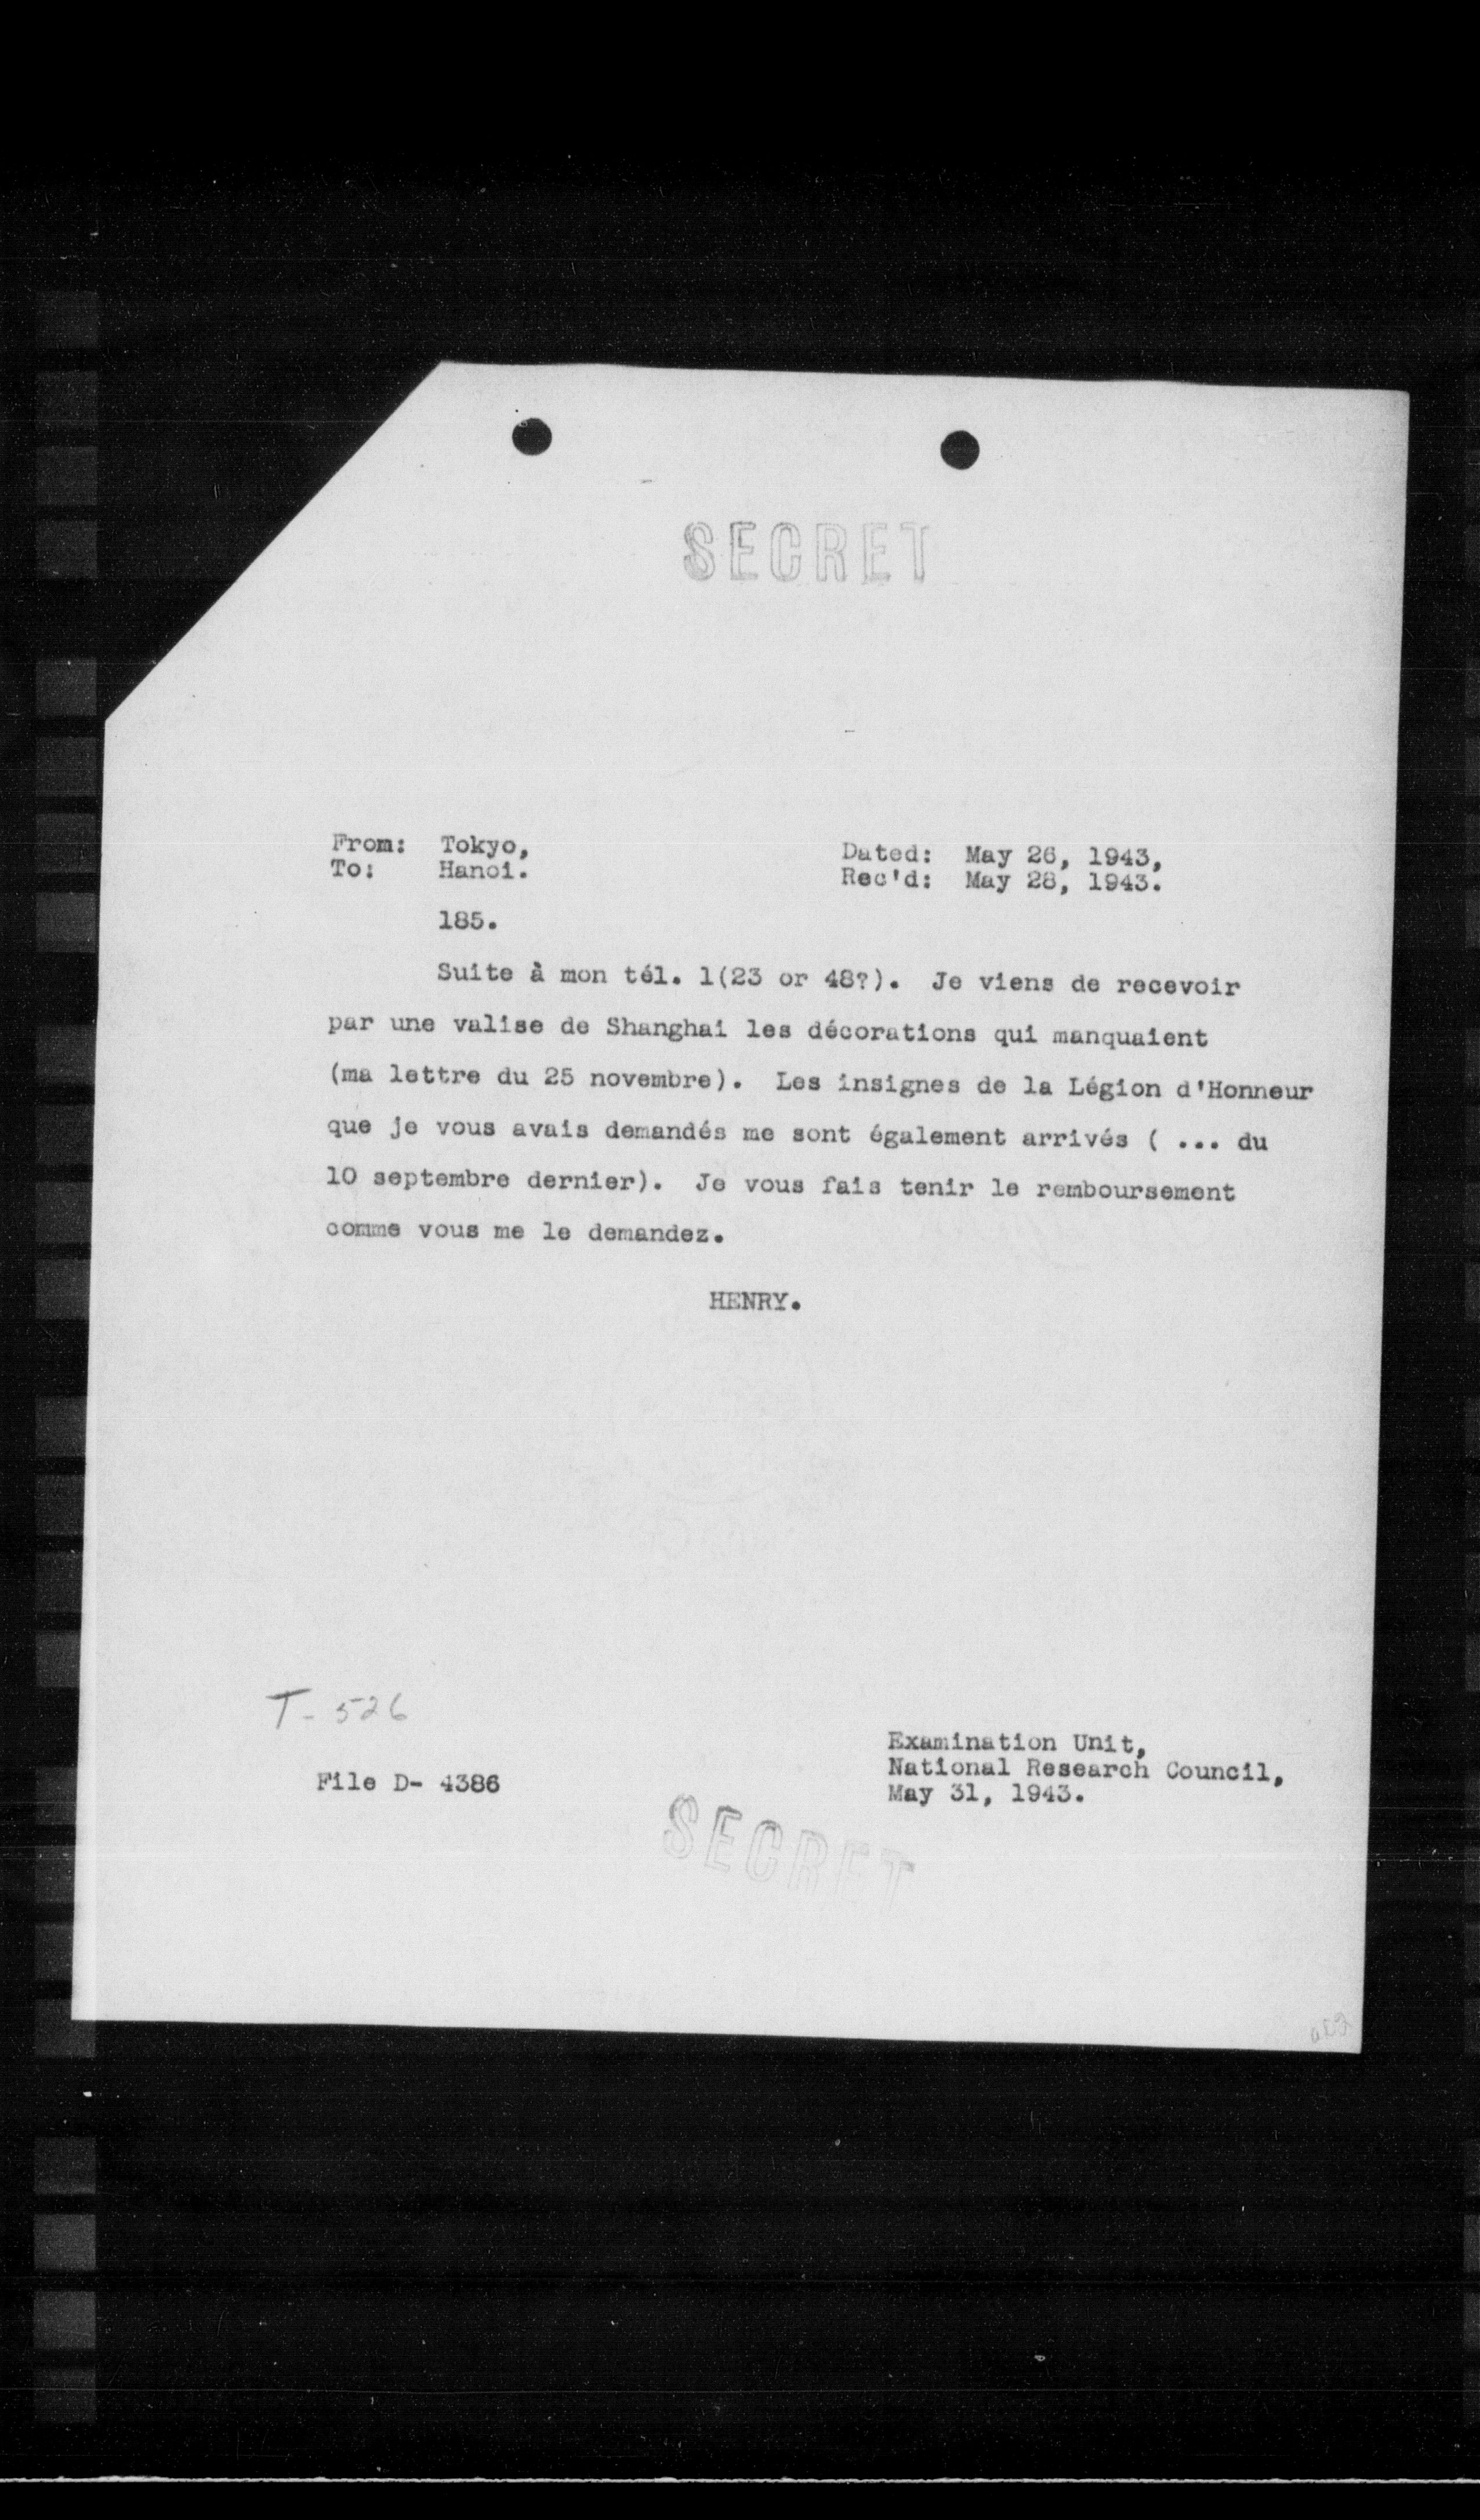 SECRET
From: Tokyo,
To: Hanoi.
Dated: May 26, 1943,
Rec'd: May 28, 1943.
185.
Suite à mon tél. 1(23 or 48?). Je viens de recevoir
par une valise de Shanghai les décorations qui manquaient
(ma lettre du 25 novembre). Les insignes de la Légion d'Honneur
que je vous avais demandés me sont également arrivés ( ... du
10 septembre dernier). Je vous fais tenir le remboursement
comme vous me le demandez.
HENRY.
T- 526
File D- 4386
Examination Unit,
National Research Council,
May 31, 1943.
SECRET